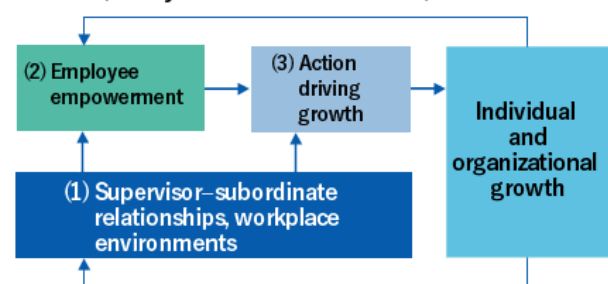 (2) Employee
empowerment
(3) Action
driving
growth
Individual
and
organizational
growth
(1) Supervisor–subordinate
relationships, workplace
environments